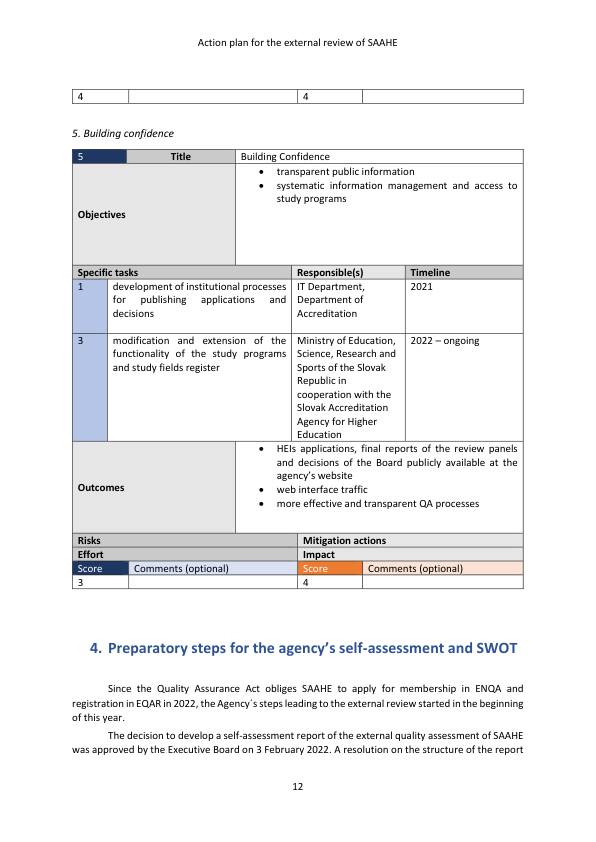 Action plan for the external review of SAAHE
4 4
5. Building confidence
5 Title Building Confidence
Objectives
• transparent public information
• systematic information management and access to
study programs
Specific tasks Responsible(s) Timeline
1 development of institutional processes IT Department, 2021
for publishing applications and Department of
decisions Accreditation
3 modification and extension of the Ministry of Education, 2022 – ongoing
functionality of the study programs Science, Research and
and study fields register Sports of the Slovak
Republic in
cooperation with the
Slovak Accreditation
Agency for Higher
Education
Outcomes
• HEIs applications, final reports of the review panels
and decisions of the Board publicly available at the
agency’s website
• web interface traffic
• more effective and transparent QA processes
Risks Mitigation actions
Effort Impact
Score Comments (optional) Score Comments (optional)
3 4
4. Preparatory steps for the agency’s self-assessment and SWOT
Since the Quality Assurance Act obliges SAAHE to apply for membership in ENQA and
registration in EQAR in 2022, the Agency´s steps leading to the external review started in the beginning
of this year.
The decision to develop a self-assessment report of the external quality assessment of SAAHE
was approved by the Executive Board on 3 February 2022. A resolution on the structure of the report
12